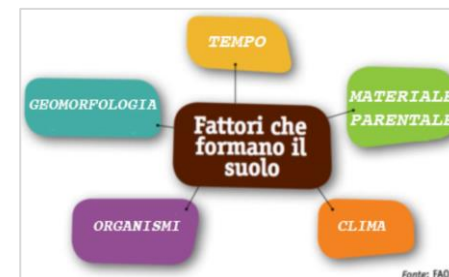 TEMPO
GEOMORFOLOGIA
MATERIALE
PARENTALE
Fattori che
formano il
suolo
ORGANISMI
CLIMA
Fonte: FAO